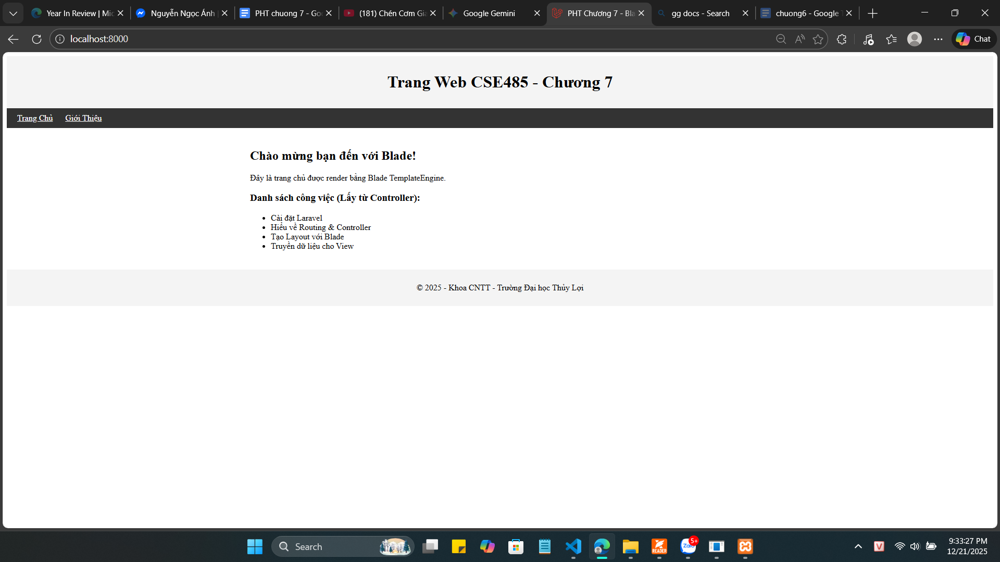 Year In Review | Mic
Nguyễn Ngọc Ánh
PHT chuong 7 - Goo
(181) Chén Cơm Gia
Google Gemini
PHT Chương 7 - Bla
gg docs - Search
chuong6 - Google T
localhost:8000
Chat
Trang Web CSE485 - Chương 7
Trang Chủ
Giới Thiệu
Chào mừng bạn đến với Blade!
Đây là trang chủ được render bằng Blade TemplateEngine.
Danh sách công việc (Lấy từ Controller):
Cài đặt Laravel
Hiểu về Routing & Controller
Tạo Layout với Blade
Truyền dữ liệu cho View
© 2025 - Khoa CNTT - Trường Đại học Thủy Lợi
Search
READER
Zalo
5+
V
9:33:27 PM
12/21/2025